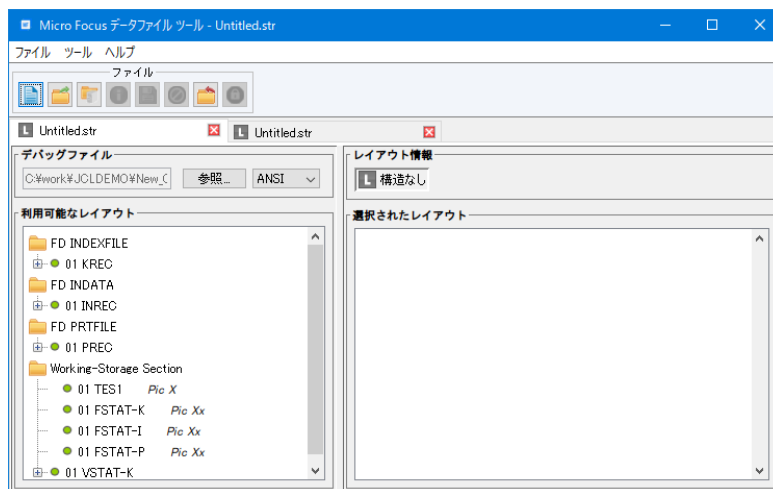 Micro Focus データファイル ツール - Untitled.str
ファイル ツール ヘルプ
ファイル
L Untitled.str
L Untitled.str
デバッグファイル
C:¥work¥JCLDEMO¥New_C 参照... ANSI
レイアウト情報
L 構造なし
利用可能なレイアウト
FD INDEXFILE
01 KREC
FD INDATA
01 INREC
FD PRTFILE
01 PREC
Working-Storage Section
01 TES1 Pic X
01 FSTAT-K Pic Xx
01 FSTAT-I Pic Xx
01 FSTAT-P Pic Xx
01 VSTAT-K
選択されたレイアウト